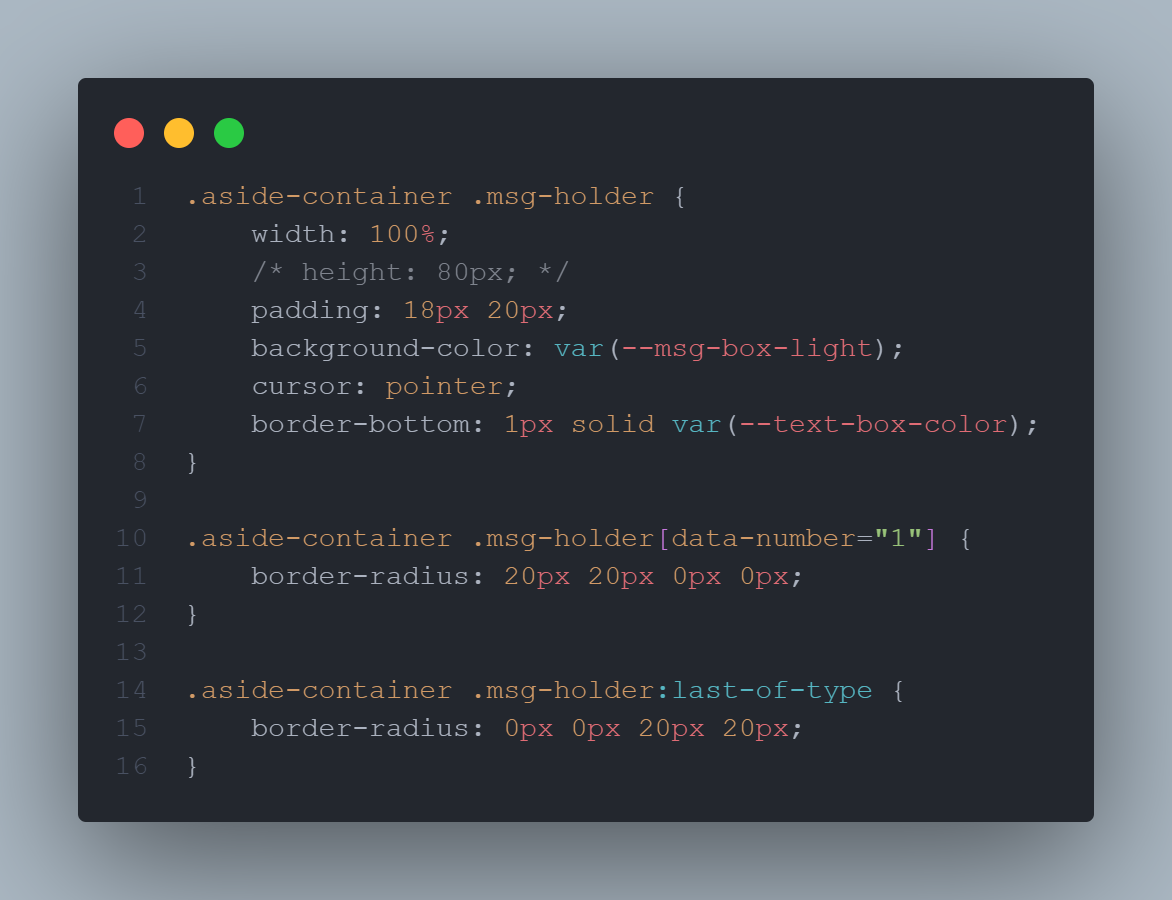 1 .aside-container .msg-holder {
2     width: 100%;
3     /* height: 80px; */
4     padding: 18px 20px;
5     background-color: var(--msg-box-light);
6     cursor: pointer;
7     border-bottom: 1px solid var(--text-box-color);
8 }
9
10 .aside-container .msg-holder[data-number="1"] {
11     border-radius: 20px 20px 0px 0px;
12 }
13
14 .aside-container .msg-holder:last-of-type {
15     border-radius: 0px 0px 20px 20px;
16 }